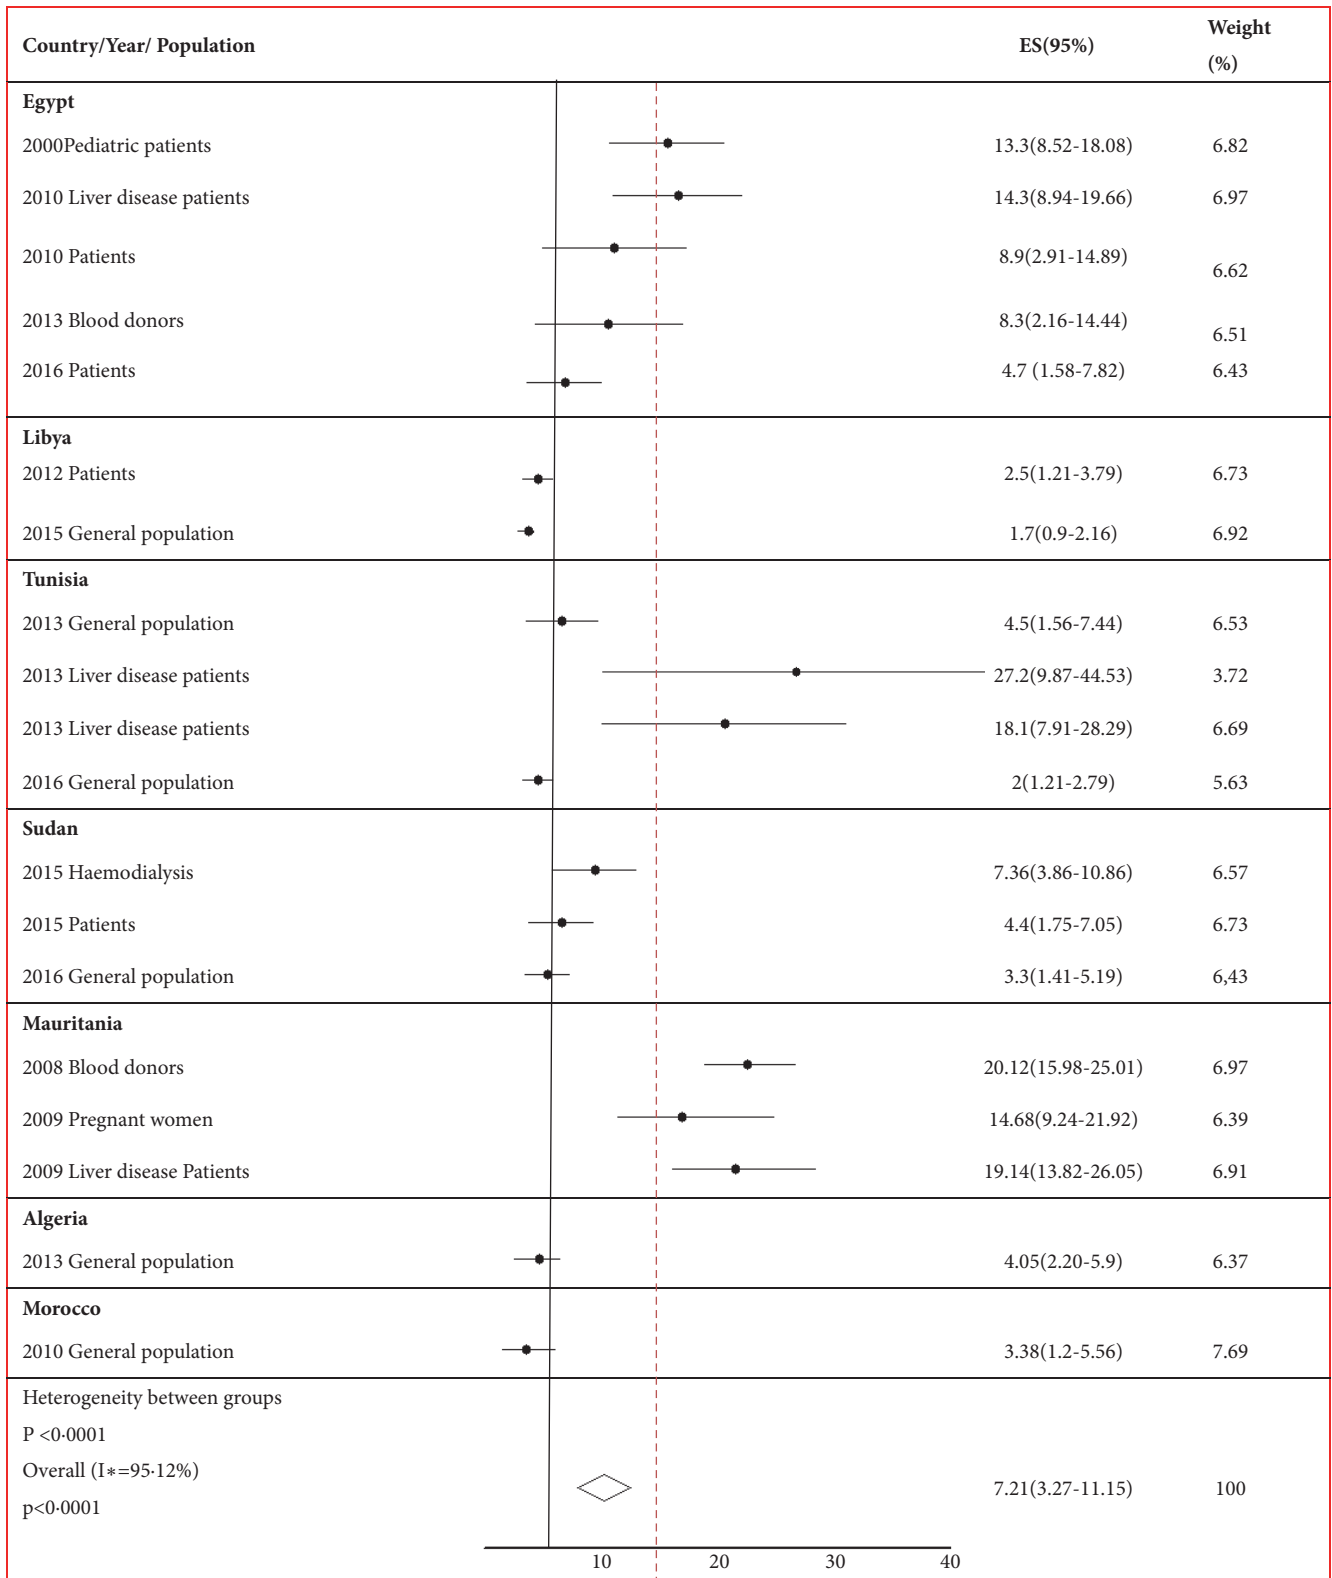 Country/Year/ Population ES(95%) Weight (%)
Egypt
2000Pediatric patients 13.3(8.52-18.08) 6.82
2010 Liver disease patients 14.3(8.94-19.66) 6.97
2010 Patients 8.9(2.91-14.89) 6.62
2013 Blood donors 8.3(2.16-14.44) 6.51
2016 Patients 4.7 (1.58-7.82) 6.43
Libya
2012 Patients 2.5(1.21-3.79) 6.73
2015 General population 1.7(0.9-2.16) 6.92
Tunisia
2013 General population 4.5(1.56-7.44) 6.53
2013 Liver disease patients 27.2(9.87-44.53) 3.72
2013 Liver disease patients 18.1(7.91-28.29) 6.69
2016 General population 2(1.21-2.79) 5.63
Sudan
2015 Haemodialysis 7.36(3.86-10.86) 6.57
2015 Patients 4.4(1.75-7.05) 6.73
2016 General population 3.3(1.41-5.19) 6,43
Mauritania
2008 Blood donors 20.12(15.98-25.01) 6.97
2009 Pregnant women 14.68(9.24-21.92) 6.39
2009 Liver disease Patients 19.14(13.82-26.05) 6.91
Algeria
2013 General population 4.05(2.20-5.9) 6.37
Morocco
2010 General population 3.38(1.2-5.56) 7.69
Heterogeneity between groups
P <0·0001
Overall (I∗=95·12%)
7.21(3.27-11.15) 100
p<0·0001
10 20 30 40